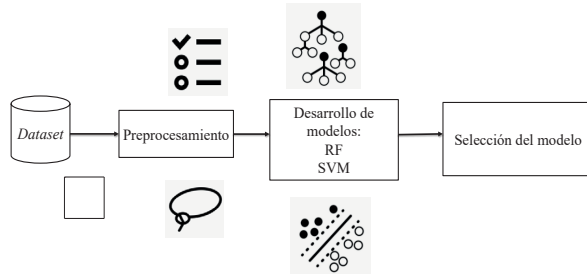 Dataset
Preprocesamiento
Desarrollo de
modelos:
RF
SVM
Selección del modelo